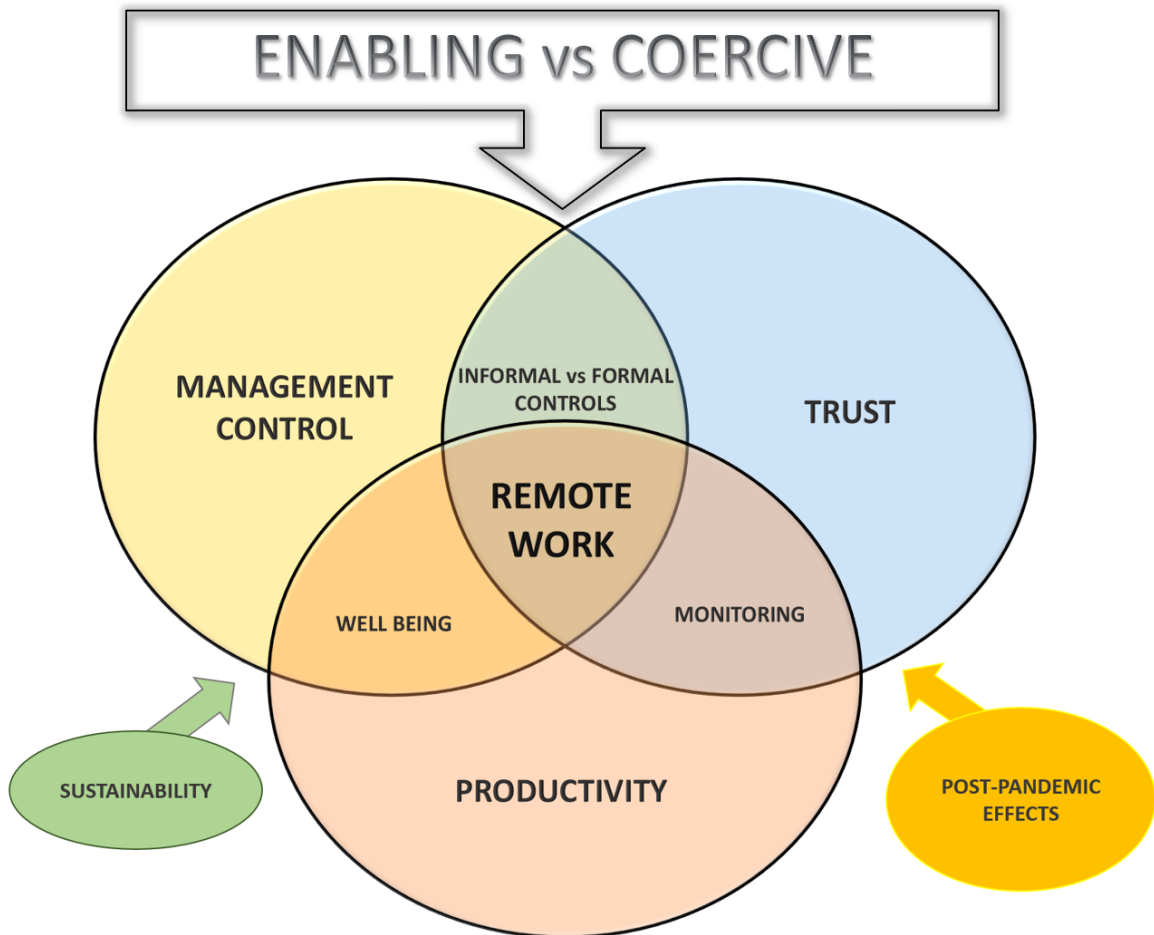 ENABLING vs COERCIVE
MANAGEMENT
CONTROL
INFORMAL vs FORMAL
CONTROLS
TRUST
REMOTE
WORK
WELL BEING
MONITORING
SUSTAINABILITY
PRODUCTIVITY
POST-PANDEMIC
EFFECTS